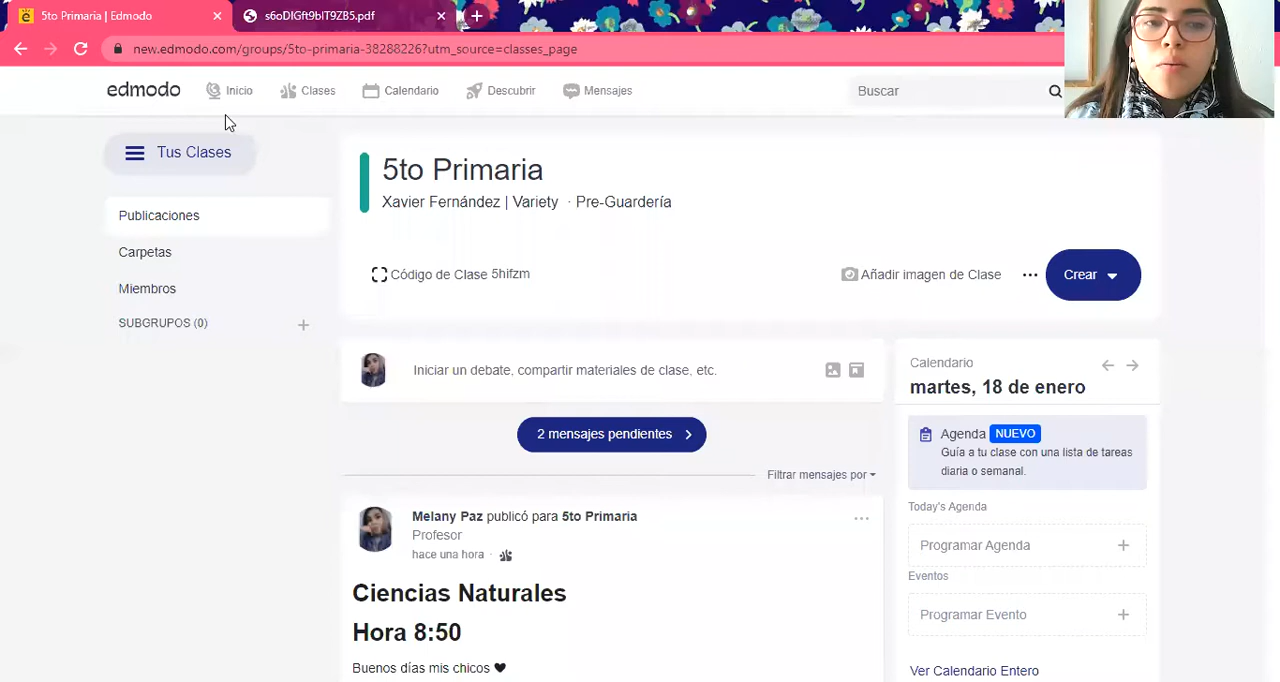 5to Primaria | Edmodo
s6oDIGft9blT9ZB5.pdf
new.edmodo.com/groups/5to-primaria-38288226?utm_source=classes_page
edmodo Inicio Clases Calendario Descubrir Mensajes Buscar
Tus Clases
Publicaciones
Carpetas
Miembros
SUBGRUPOS (0)
5to Primaria
Xavier Fernández | Variety · Pre-Guardería
Código de Clase 5hifzm
Añadir imagen de Clase ··· Crear
Iniciar un debate, compartir materiales de clase, etc.
2 mensajes pendientes
Filtrar mensajes por
Melany Paz publicó para 5to Primaria
Profesor
hace una hora ·
Ciencias Naturales
Hora 8:50
Buenos días mis chicos ♥
Calendario
martes, 18 de enero
Agenda NUEVO
Guía a tu clase con una lista de tareas
diaria o semanal.
Today's Agenda
Programar Agenda
Eventos
Programar Evento
Ver Calendario Entero